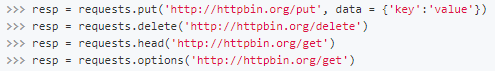 >>> resp = requests.put('http://httpbin.org/put', data = {'key':'value'})
>>> resp = requests.delete('http://httpbin.org/delete')
>>> resp = requests.head('http://httpbin.org/get')
>>> resp = requests.options('http://httpbin.org/get')